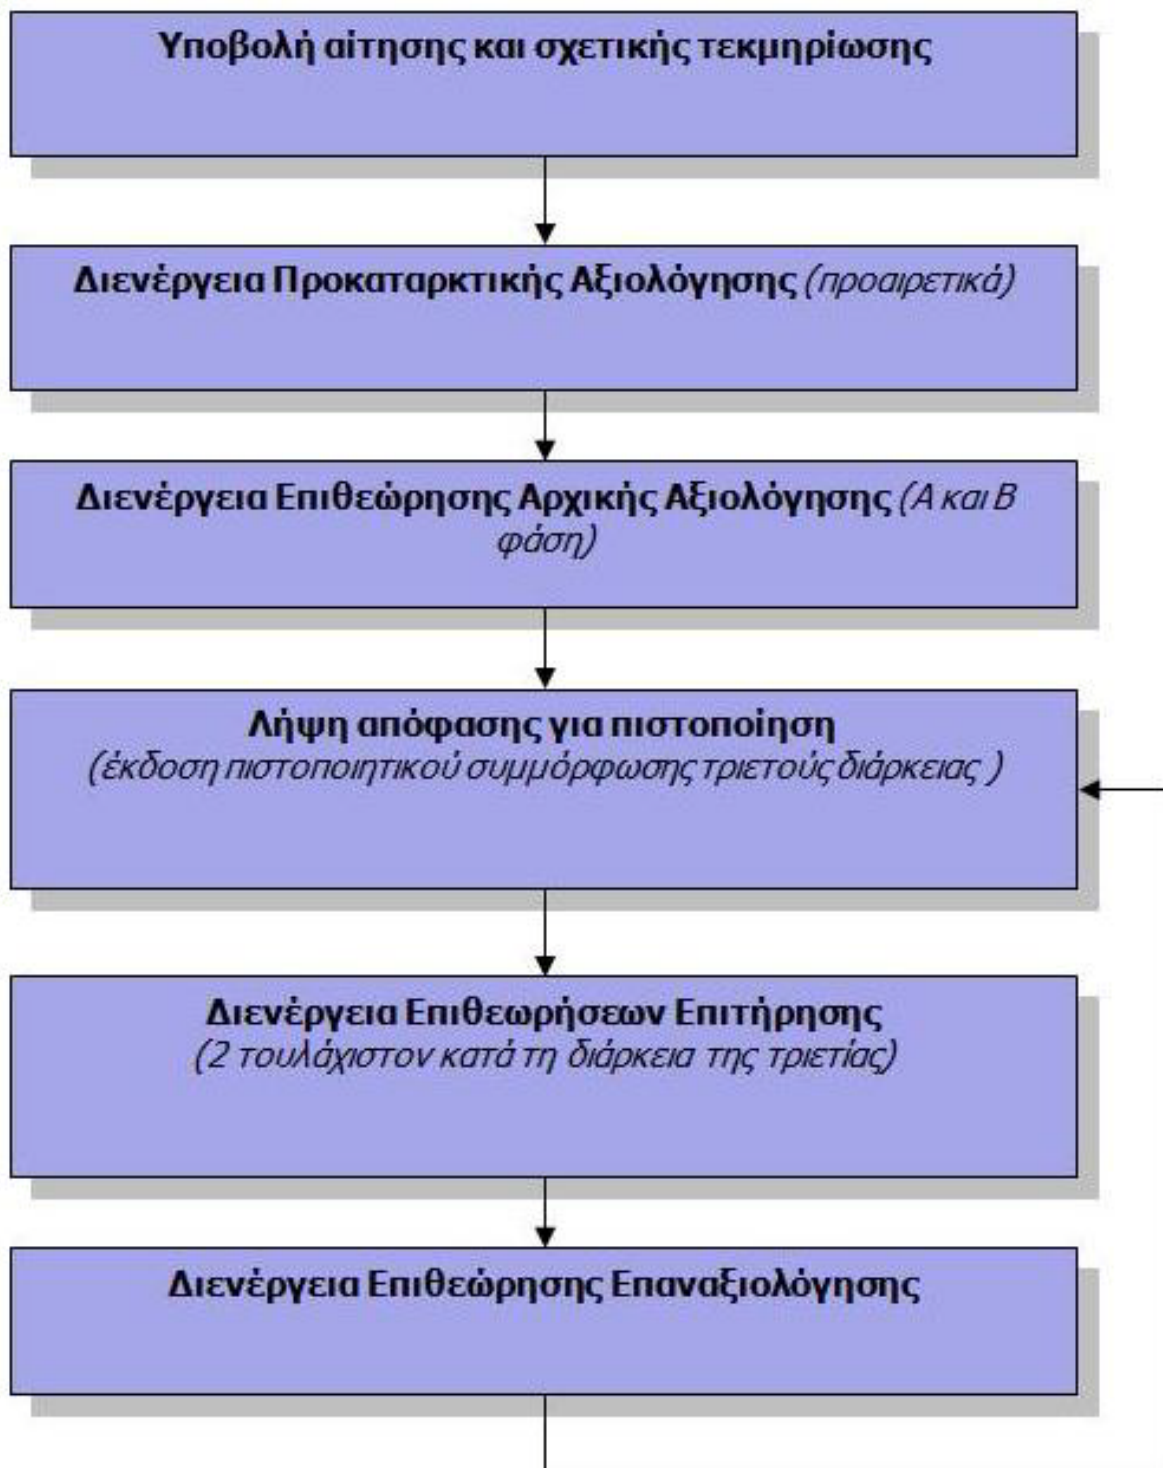 Υποβολή αίτησης και σχετικής τεκμηρίωσης
Διενέργεια Προκαταρκτικής Αξιολόγησης (προαιρετικά)
Διενέργεια Επιθεώρησης Αρχικής Αξιολόγησης (Α και Β
φάση)
Λήψη απόφασης για πιστοποίηση
(έκδοση πιστοποιητικού συμμόρφωσης τριετούς διάρκειας )
Διενέργεια Επιθεωρήσεων Επιτήρησης
(2 τουλάχιστον κατά τη διάρκεια της τριετίας)
Διενέργεια Επιθεώρησης Επαναξιολόγησης